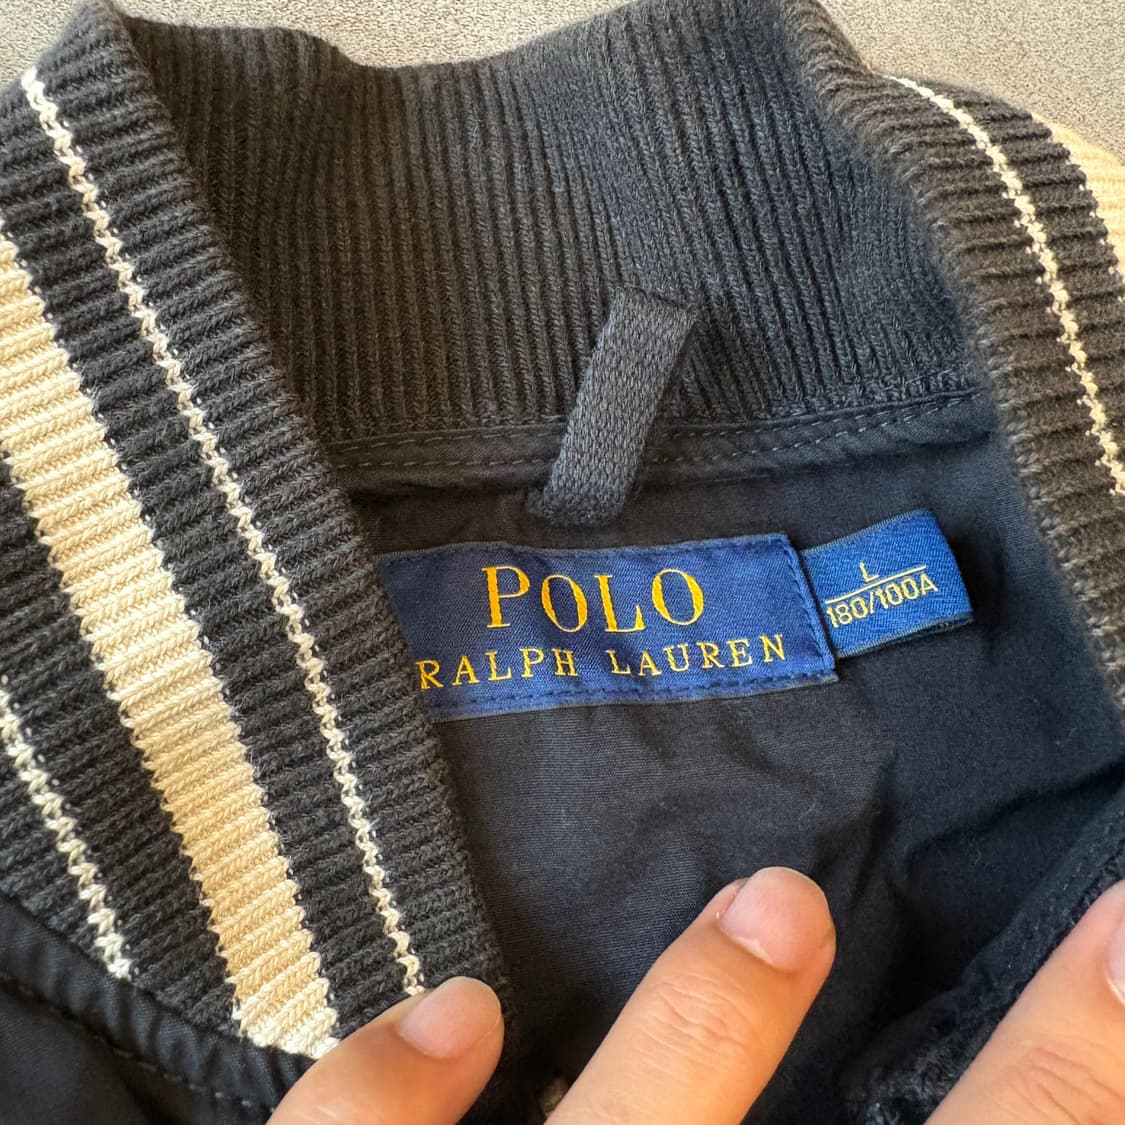 POLO
RALPH LAUREN
L
180/100A